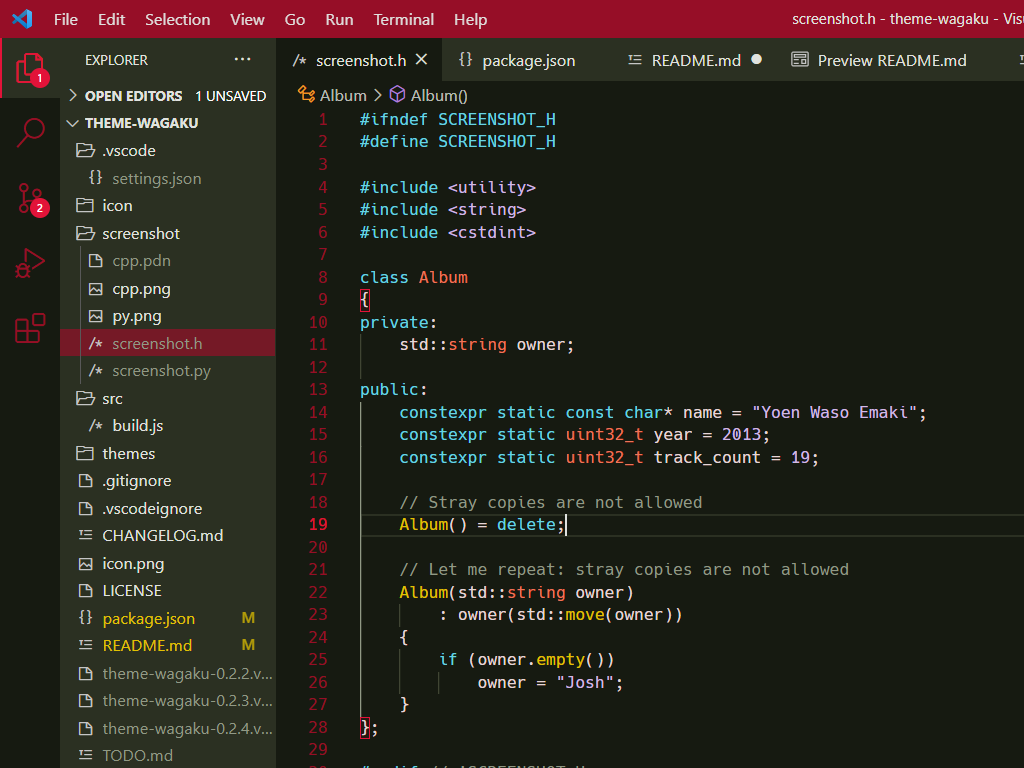 File Edit Selection View Go Run Terminal Help screenshot.h - theme-wagaku - Vis
EXPLORER ···
1
2
OPEN EDITORS 1 UNSAVED
THEME-WAGAKU
.vscode
{} settings.json
icon
screenshot
cpp.pdn
cpp.png
py.png
/* screenshot.h
/* screenshot.py
src
/* build.js
themes
.gitignore
.vscodeignore
CHANGELOG.md
icon.png
LICENSE
{} package.json M
README.md M
theme-wagaku-0.2.2.v...
theme-wagaku-0.2.3.v...
theme-wagaku-0.2.4.v...
TODO.md
/* screenshot.h × {} package.json README.md ● Preview README.md
Album > Album()
1 #ifndef SCREENSHOT_H
2 #define SCREENSHOT_H
3
4 #include <utility>
5 #include <string>
6 #include <cstdint>
7
8 class Album
9 {
10 private:
11     std::string owner;
12
13 public:
14     constexpr static const char* name = "Yoen Waso Emaki";
15     constexpr static uint32_t year = 2013;
16     constexpr static uint32_t track_count = 19;
17
18     // Stray copies are not allowed
19     Album() = delete;
20
21     // Let me repeat: stray copies are not allowed
22     Album(std::string owner)
23         : owner(std::move(owner))
24     {
25         if (owner.empty())
26             owner = "Josh";
27     }
28 };
29